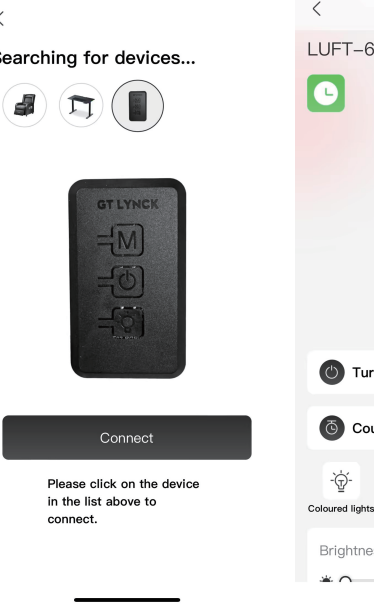 Searching for devices...
GT LYNCK
M
Connect
Please click on the device
in the list above to
connect.
LUFT-6
Tur
Cou
Coloured lights
Brightne